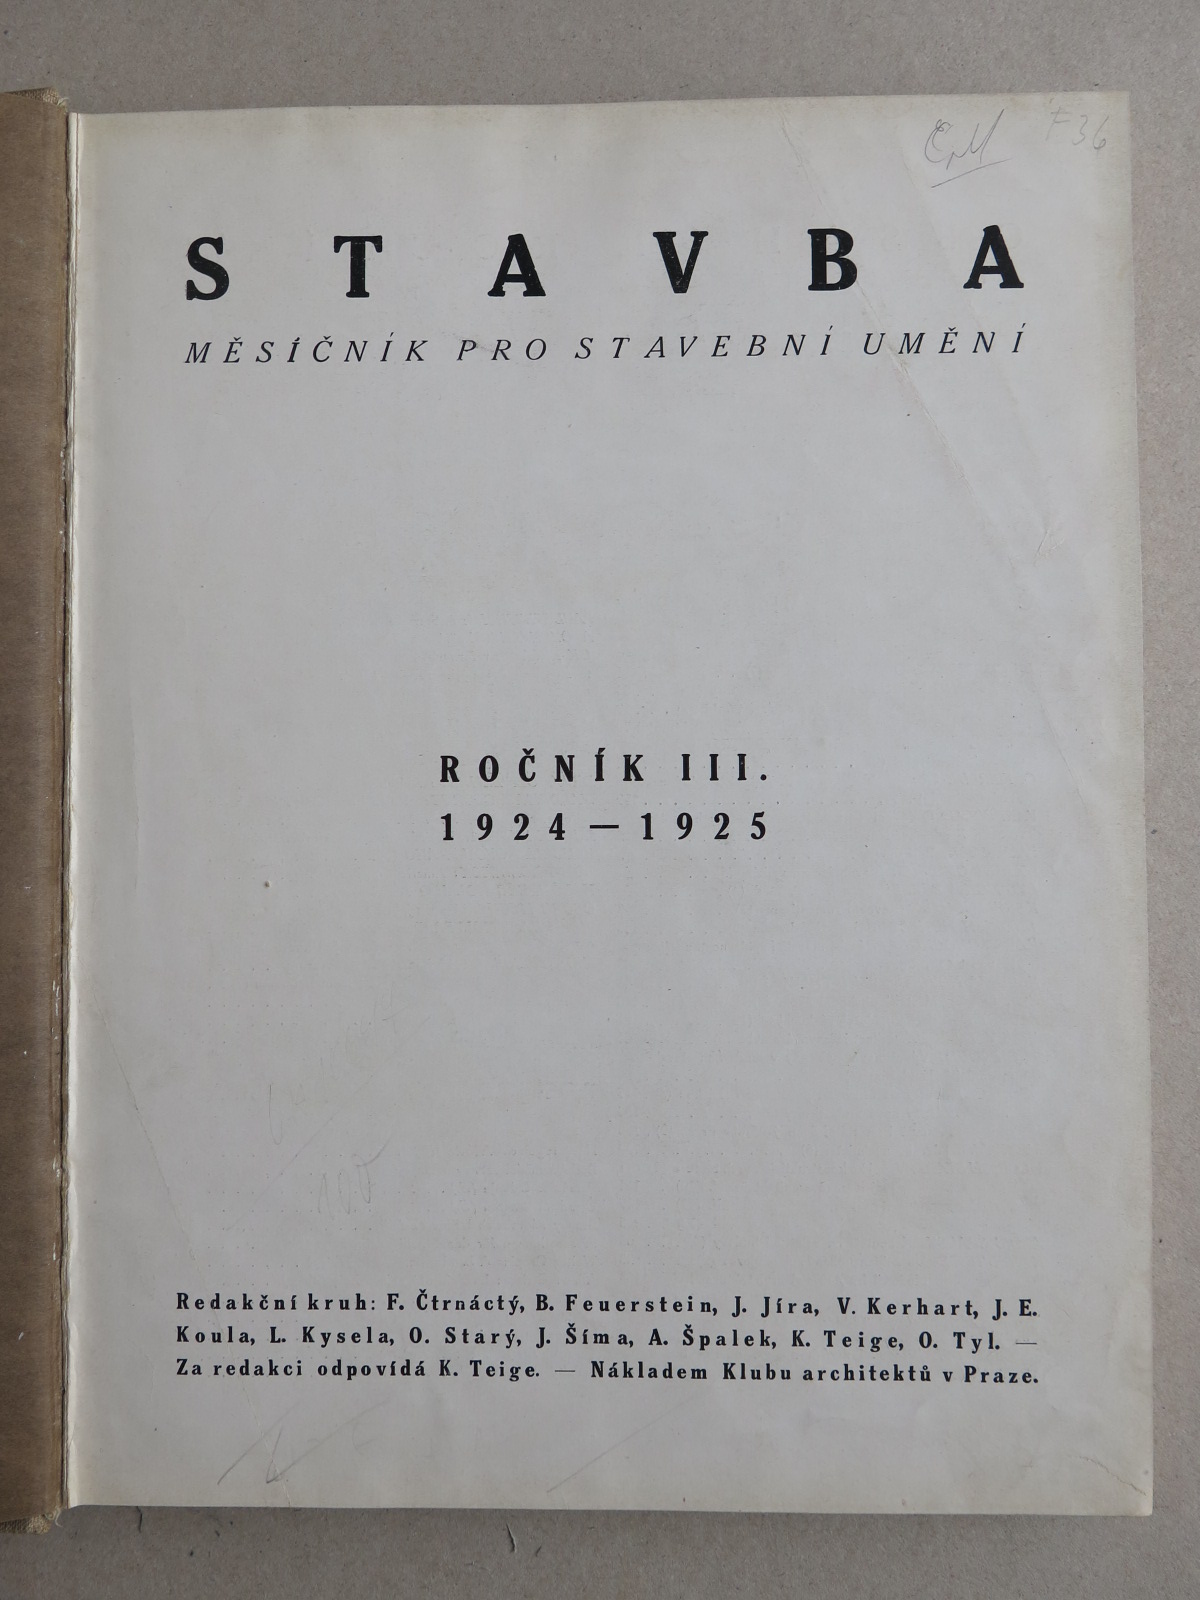 F 36
STAVBA
MĚSÍČNÍK PRO STAVEBNÍ UMĚNÍ
ROČNÍK III.
1924—1925
Redakční kruh: F. Čtrnáctý, B. Feuerstein, J. Jíra, V. Kerhart, J. E.
Koula, L. Kysela, O. Starý, J. Šíma, A. Špalek, K. Teige, O. Tyl. —
Za redakci odpovídá K. Teige. — Nákladem Klubu architektů v Praze.